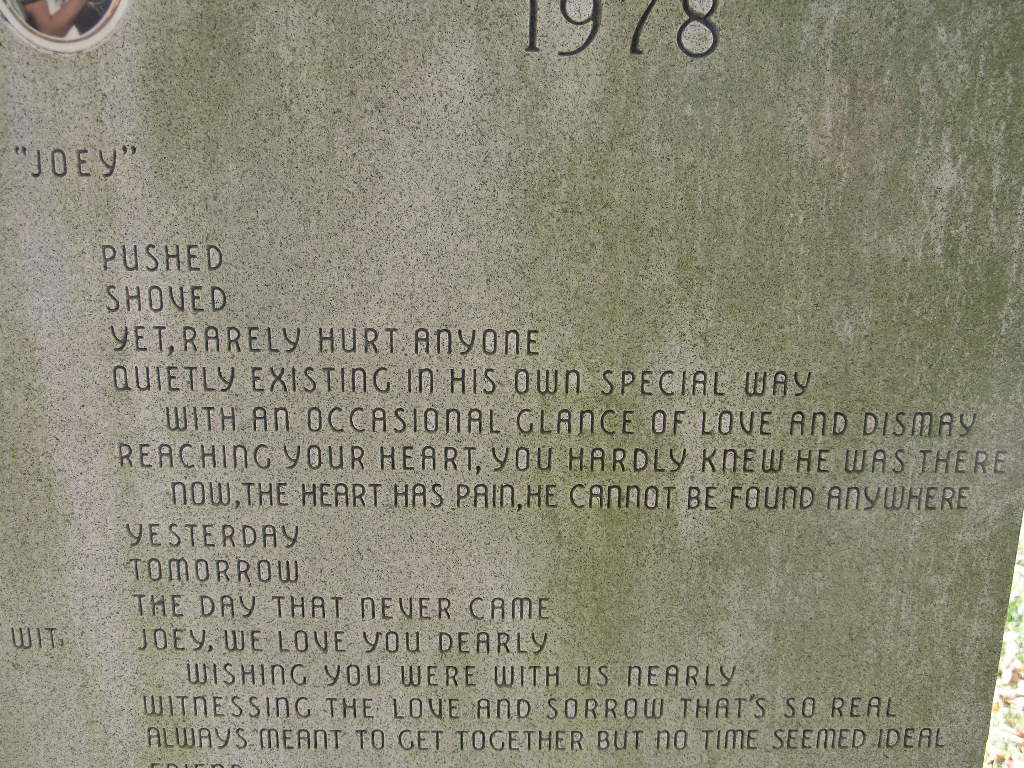 1978
"JOEY"
PUSHED
SHOVED
YET, RARELY HURT ANYONE
QUIETLY EXISTING IN HIS OWN SPECIAL WAY
WITH AN OCCASIONAL GLANCE OF LOVE AND DISMAY
REACHING YOUR HEART, YOU HARDLY KNEW HE WAS THERE
NOW, THE HEART HAS PAIN, HE CANNOT BE FOUND ANYWHERE
YESTERDAY
TOMORROW
THE DAY THAT NEVER CAME
WIT, JOEY, WE LOVE YOU DEARLY
WISHING YOU WERE WITH US NEARLY
WITNESSING THE LOVE AND SORROW THAT'S SO REAL
ALWAYS MEANT TO GET TOGETHER BUT NO TIME SEEMED IDEAL